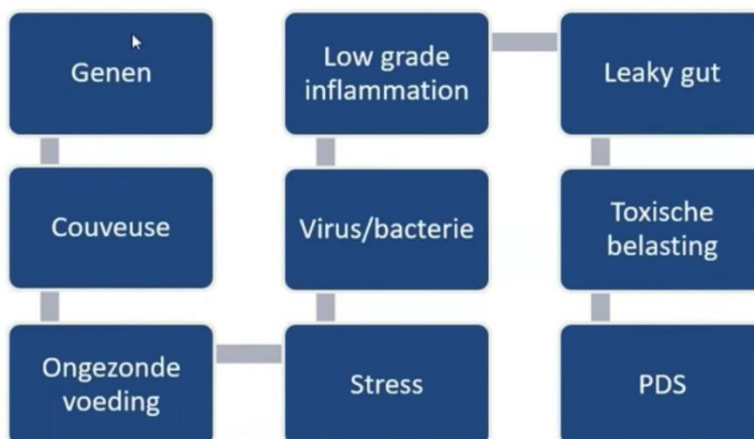 Genen
Couveuse
Ongezonde
voeding
Stress
Virus/bacterie
Low grade
inflammation
Leaky gut
Toxische
belasting
PDS